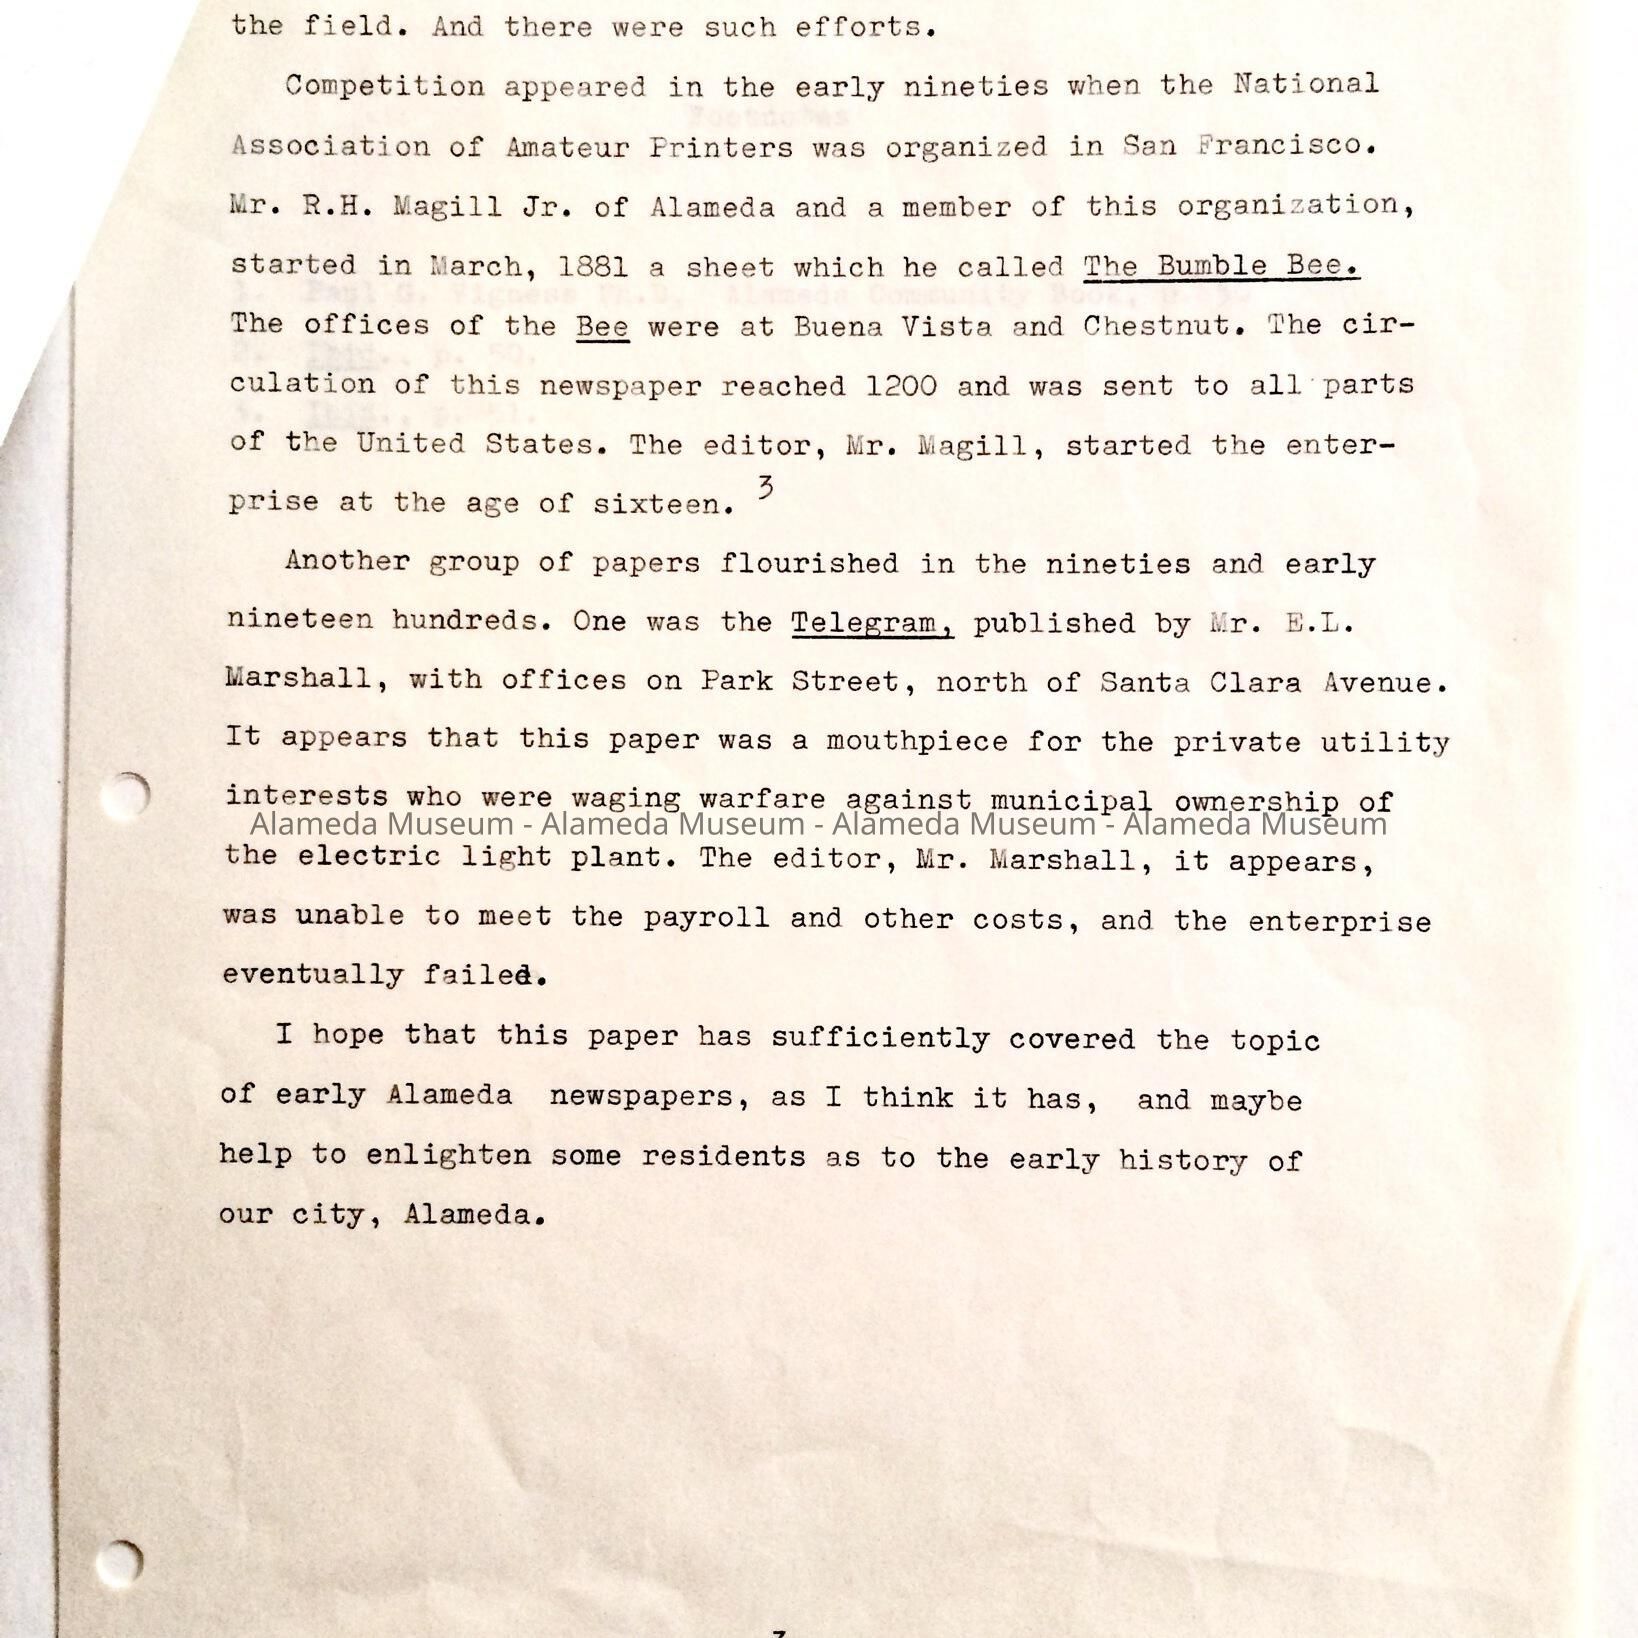 the field. And there were such efforts.
Competition appeared in the early nineties when the National
Association of Amateur Printers was organized in San Francisco.
Mr. R.H. Magill Jr. of Alameda and a member of this organization,
started in March, 1881 a sheet which he called The Bumble Bee.
The offices of the Bee were at Buena Vista and Chestnut. The cir-
culation of this newspaper reached 1200 and was sent to all parts
of the United States. The editor, Mr. Magill, started the enter-
prise at the age of sixteen. 3
Another group of papers flourished in the nineties and early
nineteen hundreds. One was the Telegram, published by Mr. E.L.
Marshall, with offices on Park Street, north of Santa Clara Avenue.
It appears that this paper was a mouthpiece for the private utility
interests who were waging warfare against municipal ownership of
Alameda Museum - Alameda Museum - Alameda Museum - Alameda Museum
the electric light plant. The editor, Mr. Marshall, it appears,
was unable to meet the payroll and other costs, and the enterprise
eventually failed.
I hope that this paper has sufficiently covered the topic
of early Alameda newspapers, as I think it has, and maybe
help to enlighten some residents as to the early history of
our city, Alameda.